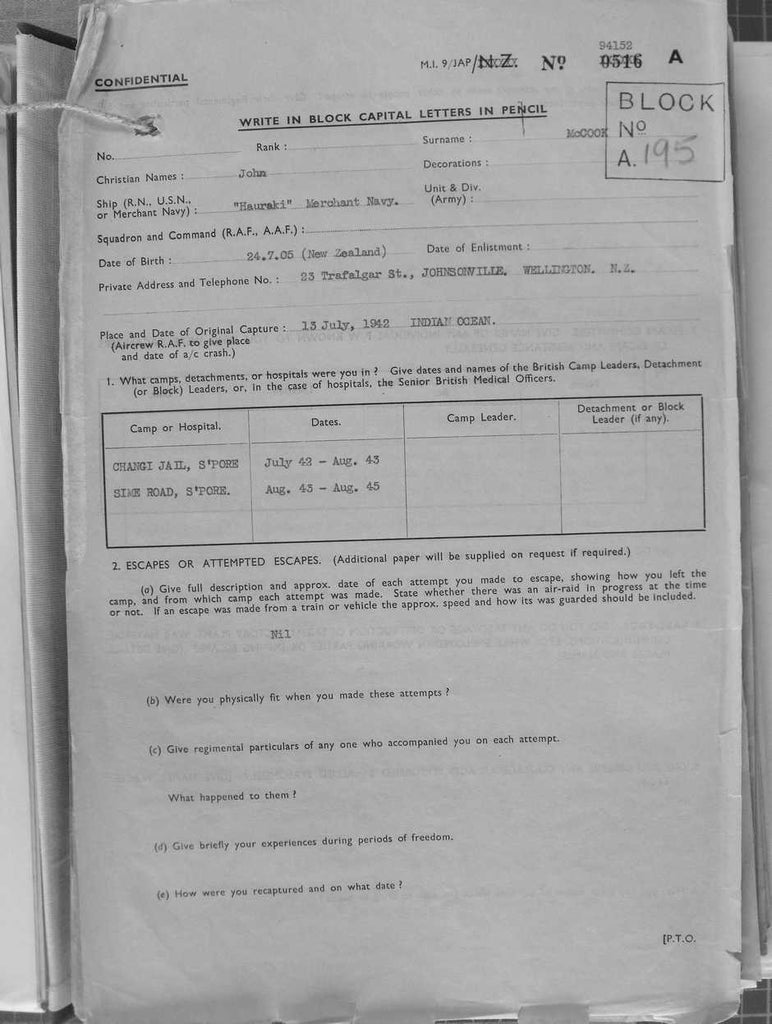 94152
CONFIDENTIAL M.I. 9/JAP/N.Z. Nº 0516 A
BLOCK
Nº
A. 195
WRITE IN BLOCK CAPITAL LETTERS IN PENCIL
No. Rank : Surname : McCOOK
Christian Names : John Decorations :
Ship (R.N., U.S.N., or Merchant Navy) : "Hauraki" Merchant Navy. Unit & Div. (Army) :
Squadron and Command (R.A.F., A.A.F.) :
Date of Birth : 24.7.05 (New Zealand) Date of Enlistment :
Private Address and Telephone No. : 23 Trafalgar St., JOHNSONVILLE. WELLINGTON. N.Z.
Place and Date of Original Capture : 13 July, 1942 INDIAN OCEAN.
(Aircrew R.A.F. to give place
and date of a/c crash.)
1. What camps, detachments, or hospitals were you in ? Give dates and names of the British Camp Leaders, Detachment
(or Block) Leaders, or, in the case of hospitals, the Senior British Medical Officers.
Camp or Hospital. Dates. Camp Leader. Detachment or Block Leader (if any).
CHANGI JAIL, S'PORE July 42 - Aug. 43
SIME ROAD, S'PORE. Aug. 43 - Aug. 45
2. ESCAPES OR ATTEMPTED ESCAPES. (Additional paper will be supplied on request if required.)
(a) Give full description and approx. date of each attempt you made to escape, showing how you left the
camp, and from which camp each attempt was made. State whether there was an air-raid in progress at the time
or not. If an escape was made from a train or vehicle the approx. speed and how its was guarded should be included.
Nil
(b) Were you physically fit when you made these attempts ?
(c) Give regimental particulars of any one who accompanied you on each attempt.
What happened to them ?
(d) Give briefly your experiences during periods of freedom.
(e) How were you recaptured and on what date ?
[P.T.O.